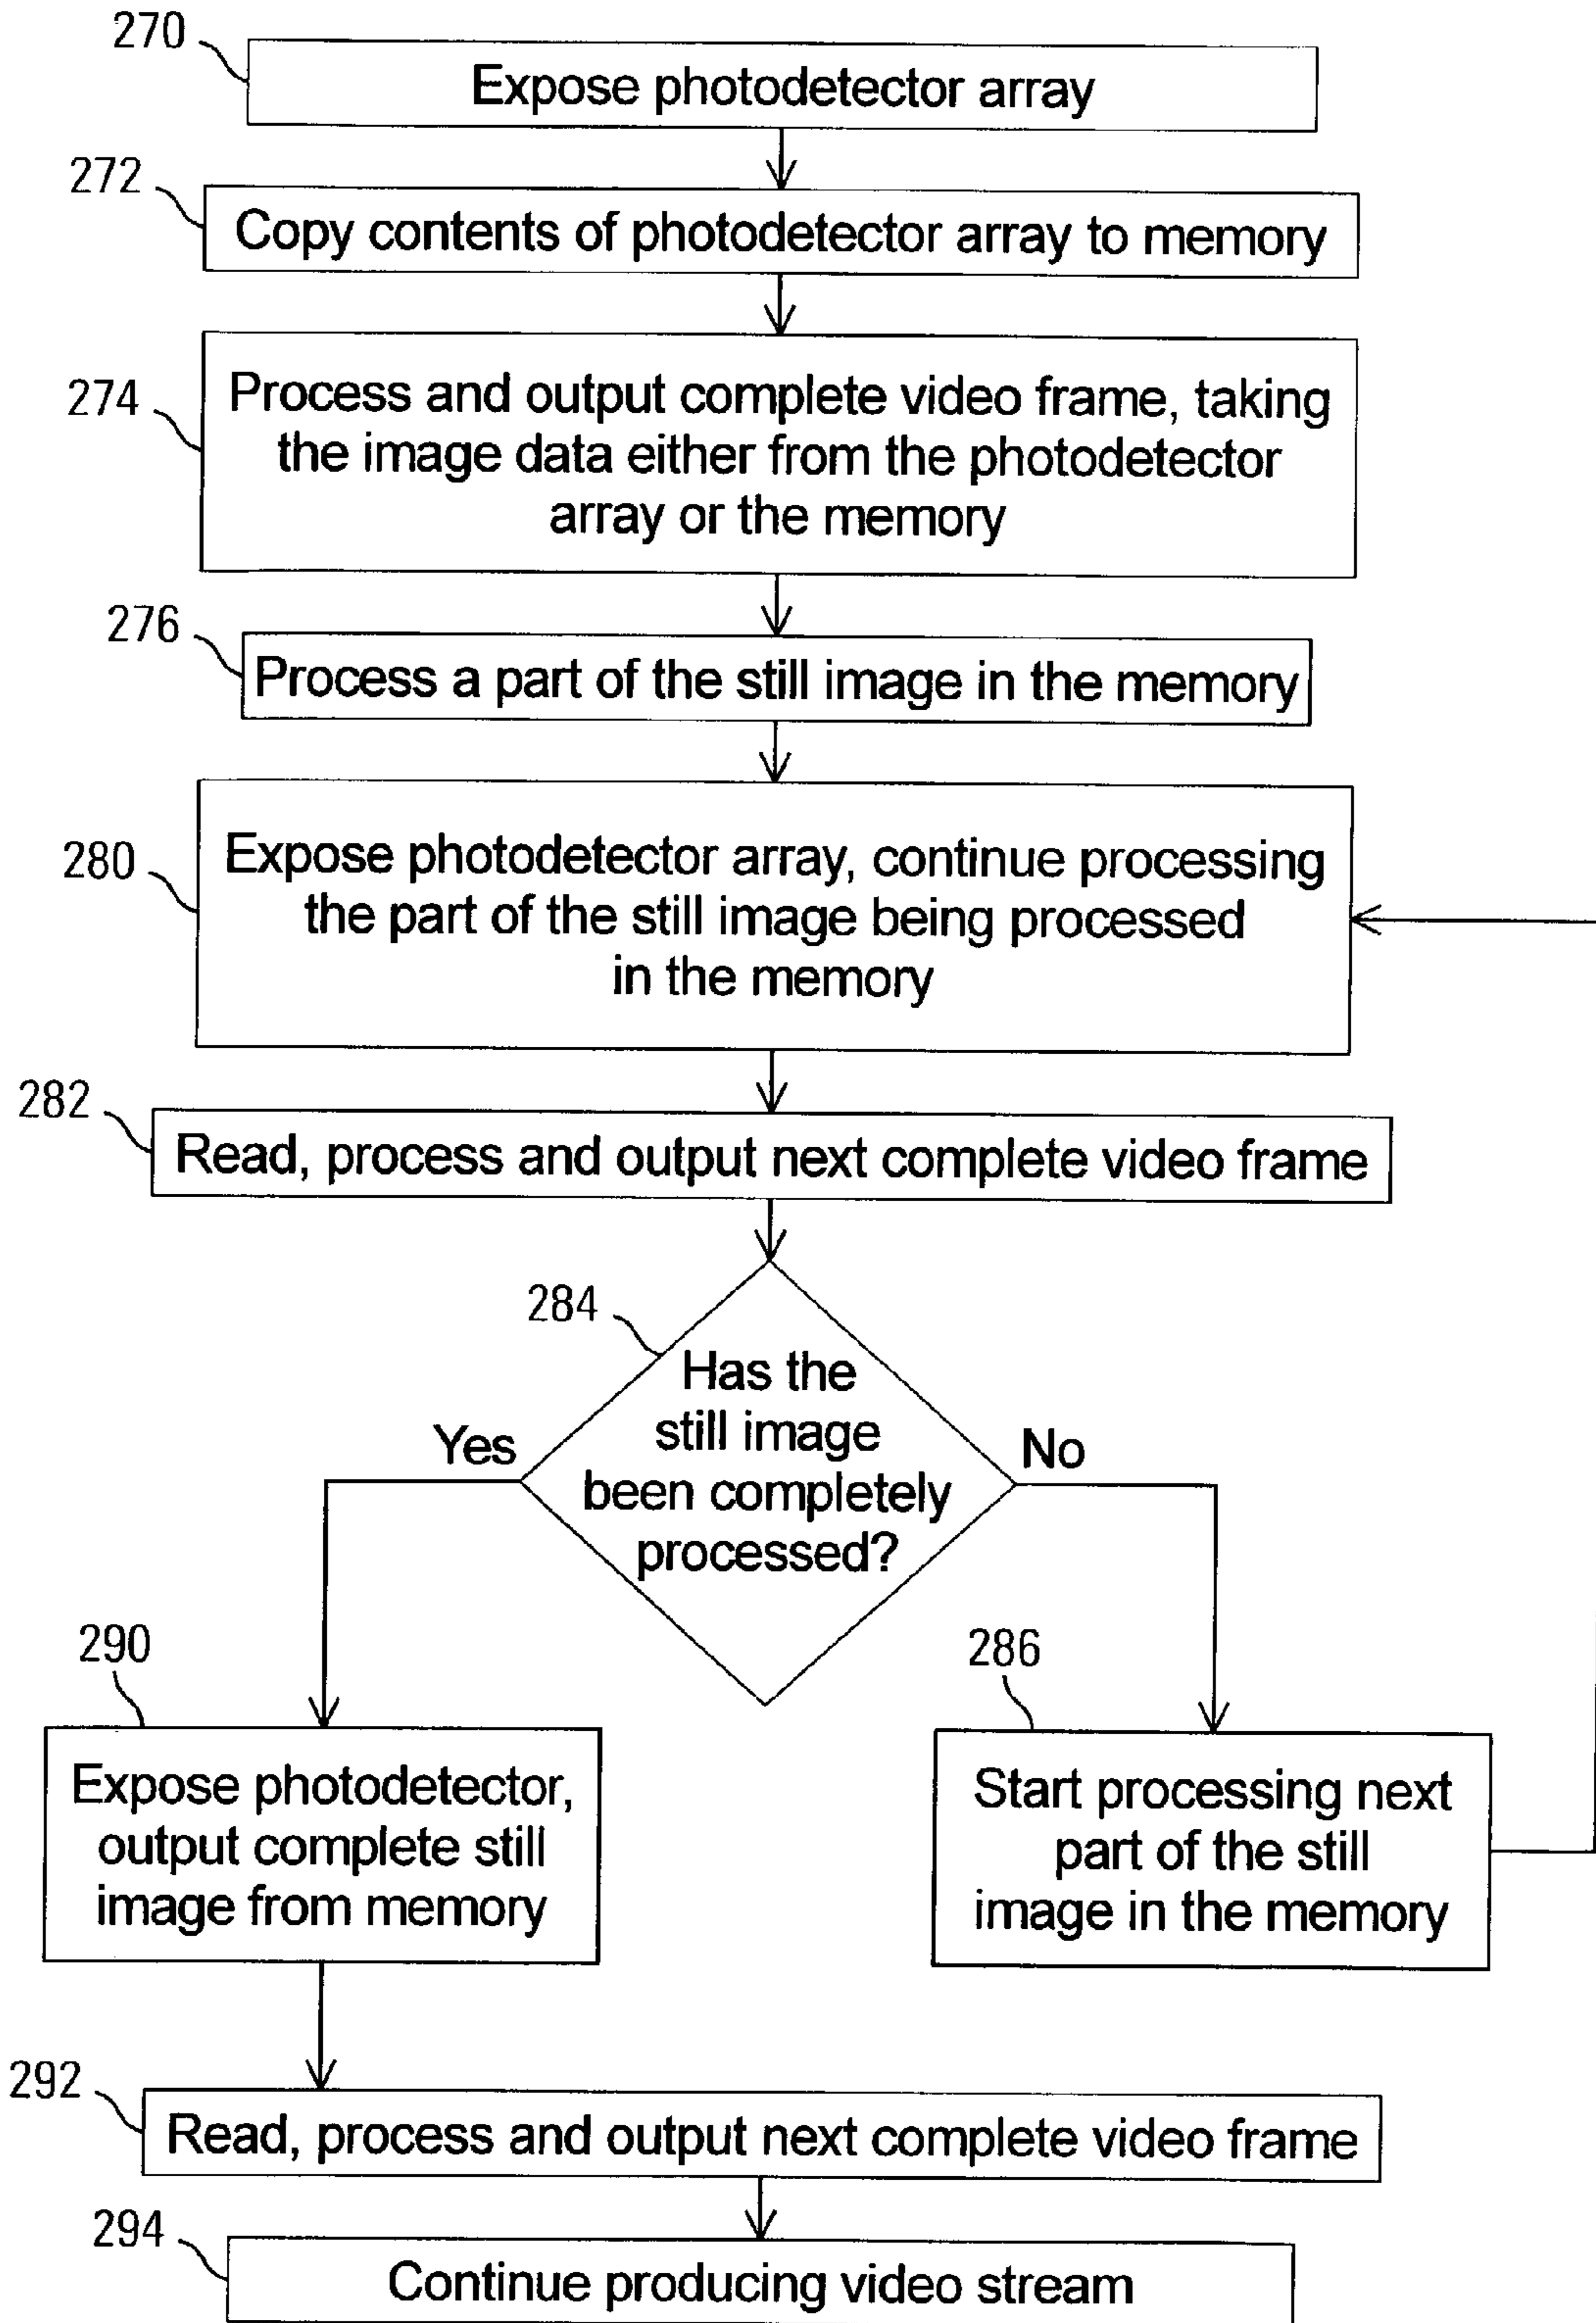 270
Expose photodetector array
272
Copy contents of photodetector array to memory
274
Process and output complete video frame, taking
the image data either from the photodetector
array or the memory
276
Process a part of the still image in the memory
280
Expose photodetector array, continue processing
the part of the still image being processed
in the memory
282
Read, process and output next complete video frame
284
Has the
still image
been completely
processed?
Yes
No
290
Expose photodetector,
output complete still
image from memory
286
Start processing next
part of the still
image in the memory
292
Read, process and output next complete video frame
294
Continue producing video stream